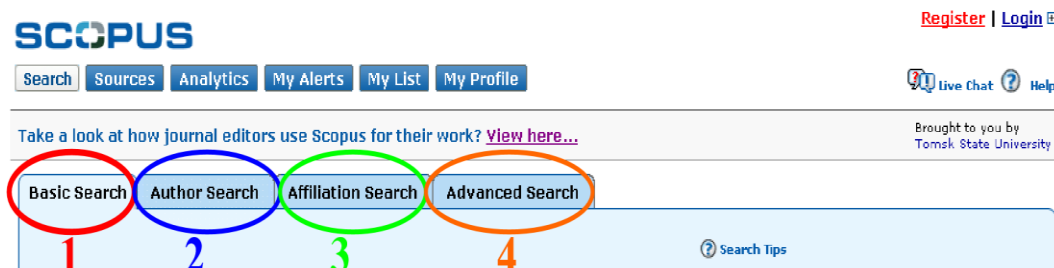 Register | Login
SCOPUS
Search Sources Analytics My Alerts My List My Profile
Live Chat Help
Take a look at how journal editors use Scopus for their work? View here...
Brought to you by
Tomsk State University
Basic Search Author Search Affiliation Search Advanced Search
1 2 3 4
Search Tips